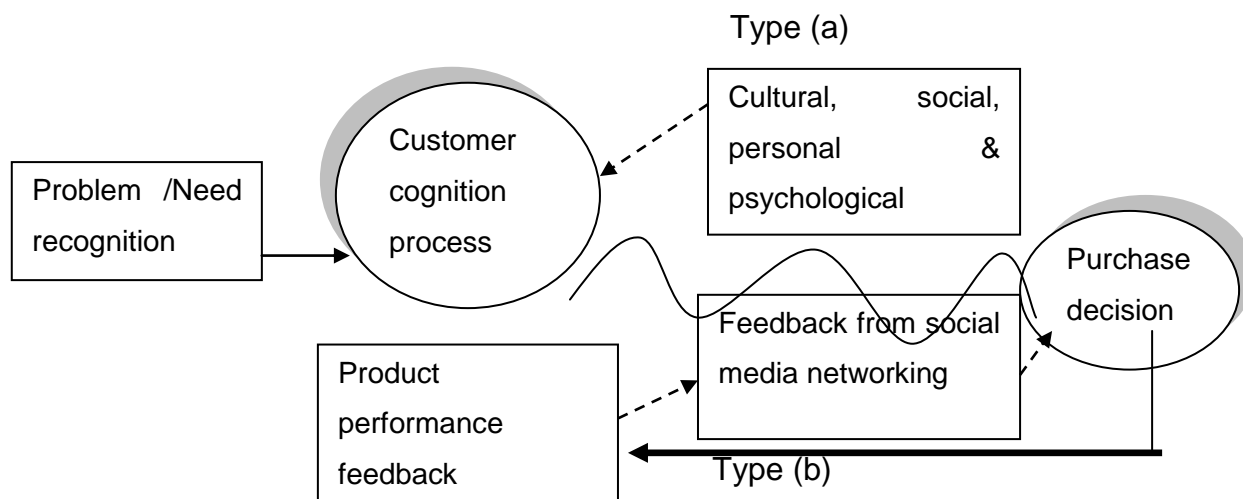 Type (a)
Cultural, social,
personal &
psychological
Customer
cognition
process
Problem /Need
recognition
Purchase
decision
Feedback from social
media networking
Product
performance
feedback
Type (b)